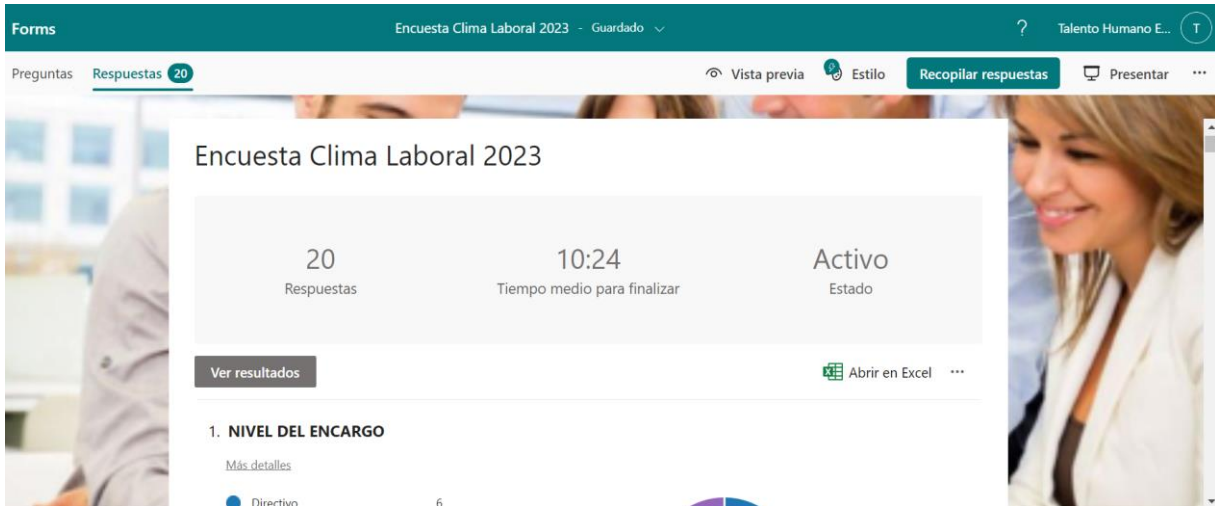 Forms
Encuesta Clima Laboral 2023 - Guardado
?
Talento Humano E...
T
Preguntas
Respuestas 20
Vista previa
Estilo
Recopilar respuestas
Presentar
...
Encuesta Clima Laboral 2023
20
Respuestas
10:24
Tiempo medio para finalizar
Activo
Estado
Ver resultados
Abrir en Excel
...
1. NIVEL DEL ENCARGO
Más detalles
Directivo 6